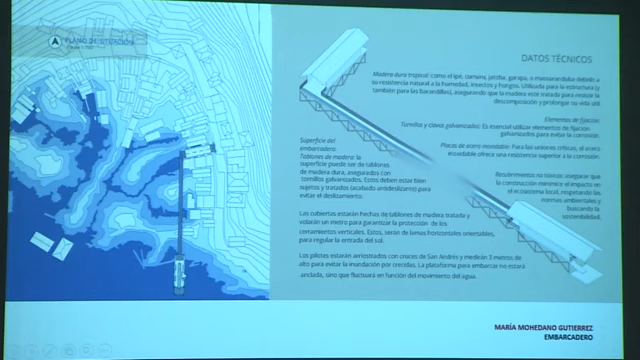 PLANO DE SITUACIÓN
DATOS TÉCNICOS
Madera dura tropical: como el ipe, cumaru, jatoba, garapa, o massaranduba debido a
su resistencia natural a la humedad, insectos y hongos. Utilizada para la estructura (y
también para las barandillas), asegurando que la madera esté tratada para resistir la
descomposición y prolongar su vida útil.
Elementos de fijación:
Tornillos y clavos galvanizados: Es esencial utilizar elementos de fijación
galvanizados para evitar la corrosión.
Placas de acero inoxidable: Para las uniones críticas, el acero
inoxidable ofrece una resistencia superior a la corrosión.
Superficie del
embarcadero:
Tablones de madera: la
superficie puede ser de tablones
de madera dura, asegurados con
tornillos galvanizados. Estos deben estar bien
sujetos y tratados (acabado antideslizante) para
evitar el deslizamiento.
Recubrimientos no tóxicos: asegurar que
la construcción minimice el impacto en
el ecosistema local, respetando las
normas ambientales y
buscando la
sostenibilidad.
Las cubiertas estarán hechas de tablones de madera tratada y
volarán un metro para garantizar la protección de los
cerramientos verticales. Estos, serán de lamas horizontales orientables,
para regular la entrada del sol.
Los pilotes estarán arriostrados con cruces de San Andrés y medirán 3 metros de
alto para evitar la inundación por crecidas. La plataforma para embarcar no estará
anclada, sino que fluctuará en función del movimiento del agua.
MARÍA MOHEDANO GUTIERREZ
EMBARCADERO